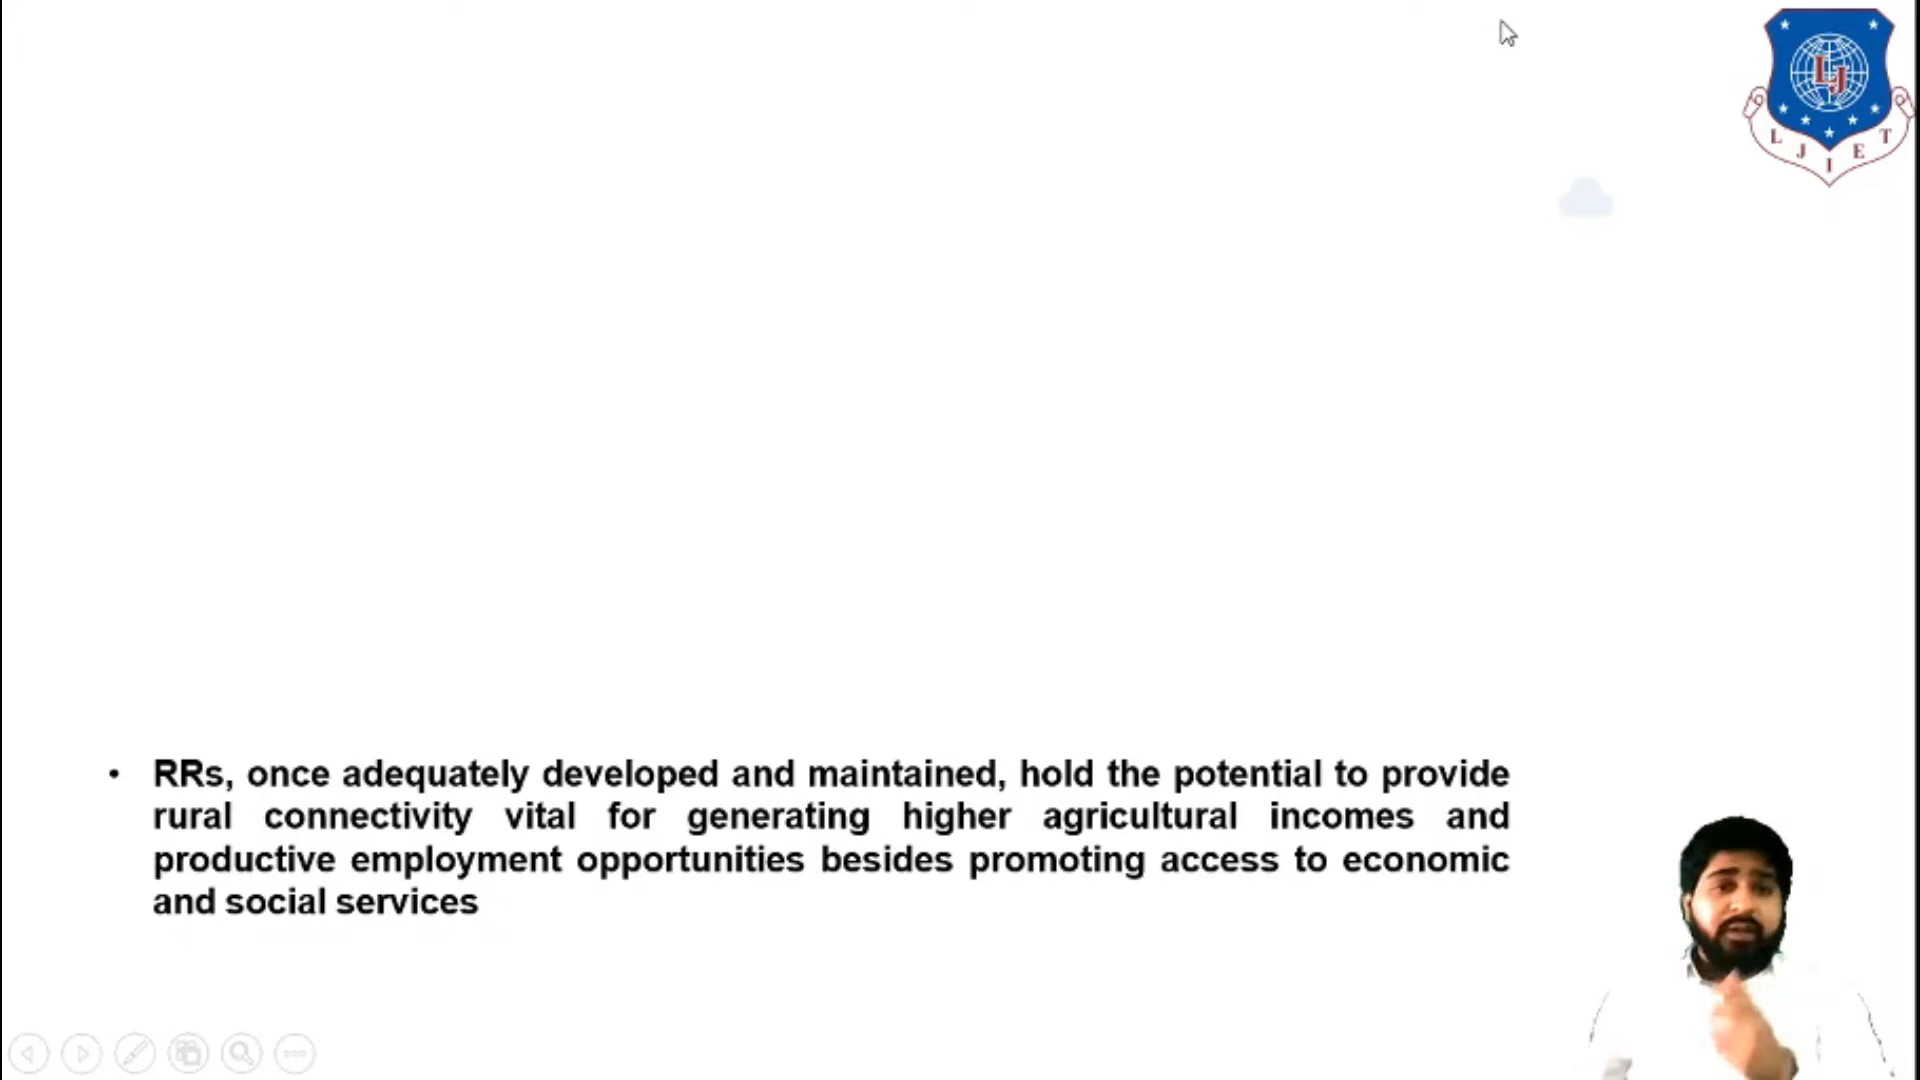 LJ
L J I E T
• RRs, once adequately developed and maintained, hold the potential to provide
rural connectivity vital for generating higher agricultural incomes and
productive employment opportunities besides promoting access to economic
and social services